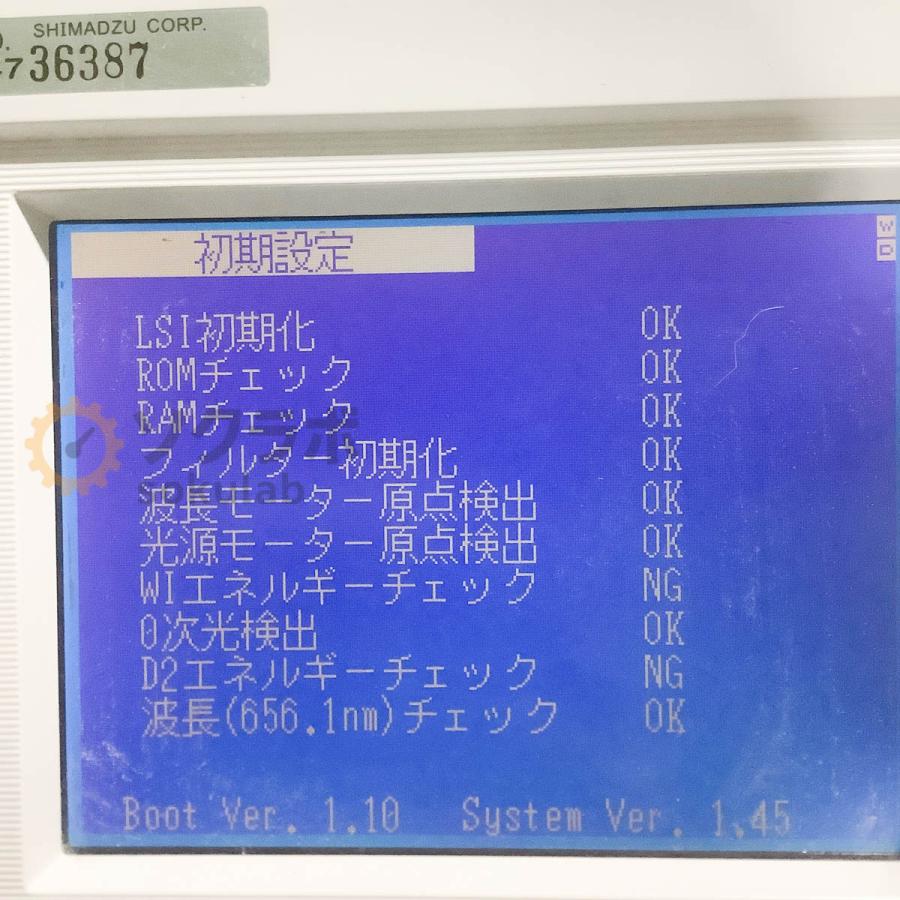 SHIMADZU CORP.
36387
初期設定
W
D
LSI初期化 OK
ROMチェック OK
RAMチェック OK
フィルター初期化 OK
波長モーター原点検出 OK
光源モーター原点検出 OK
WIエネルギーチェック NG
0次光検出 OK
D2エネルギーチェック NG
波長(656.1nm)チェック OK
Boot Ver. 1.10 System Ver. 1.45
ソクラボ
sokulab